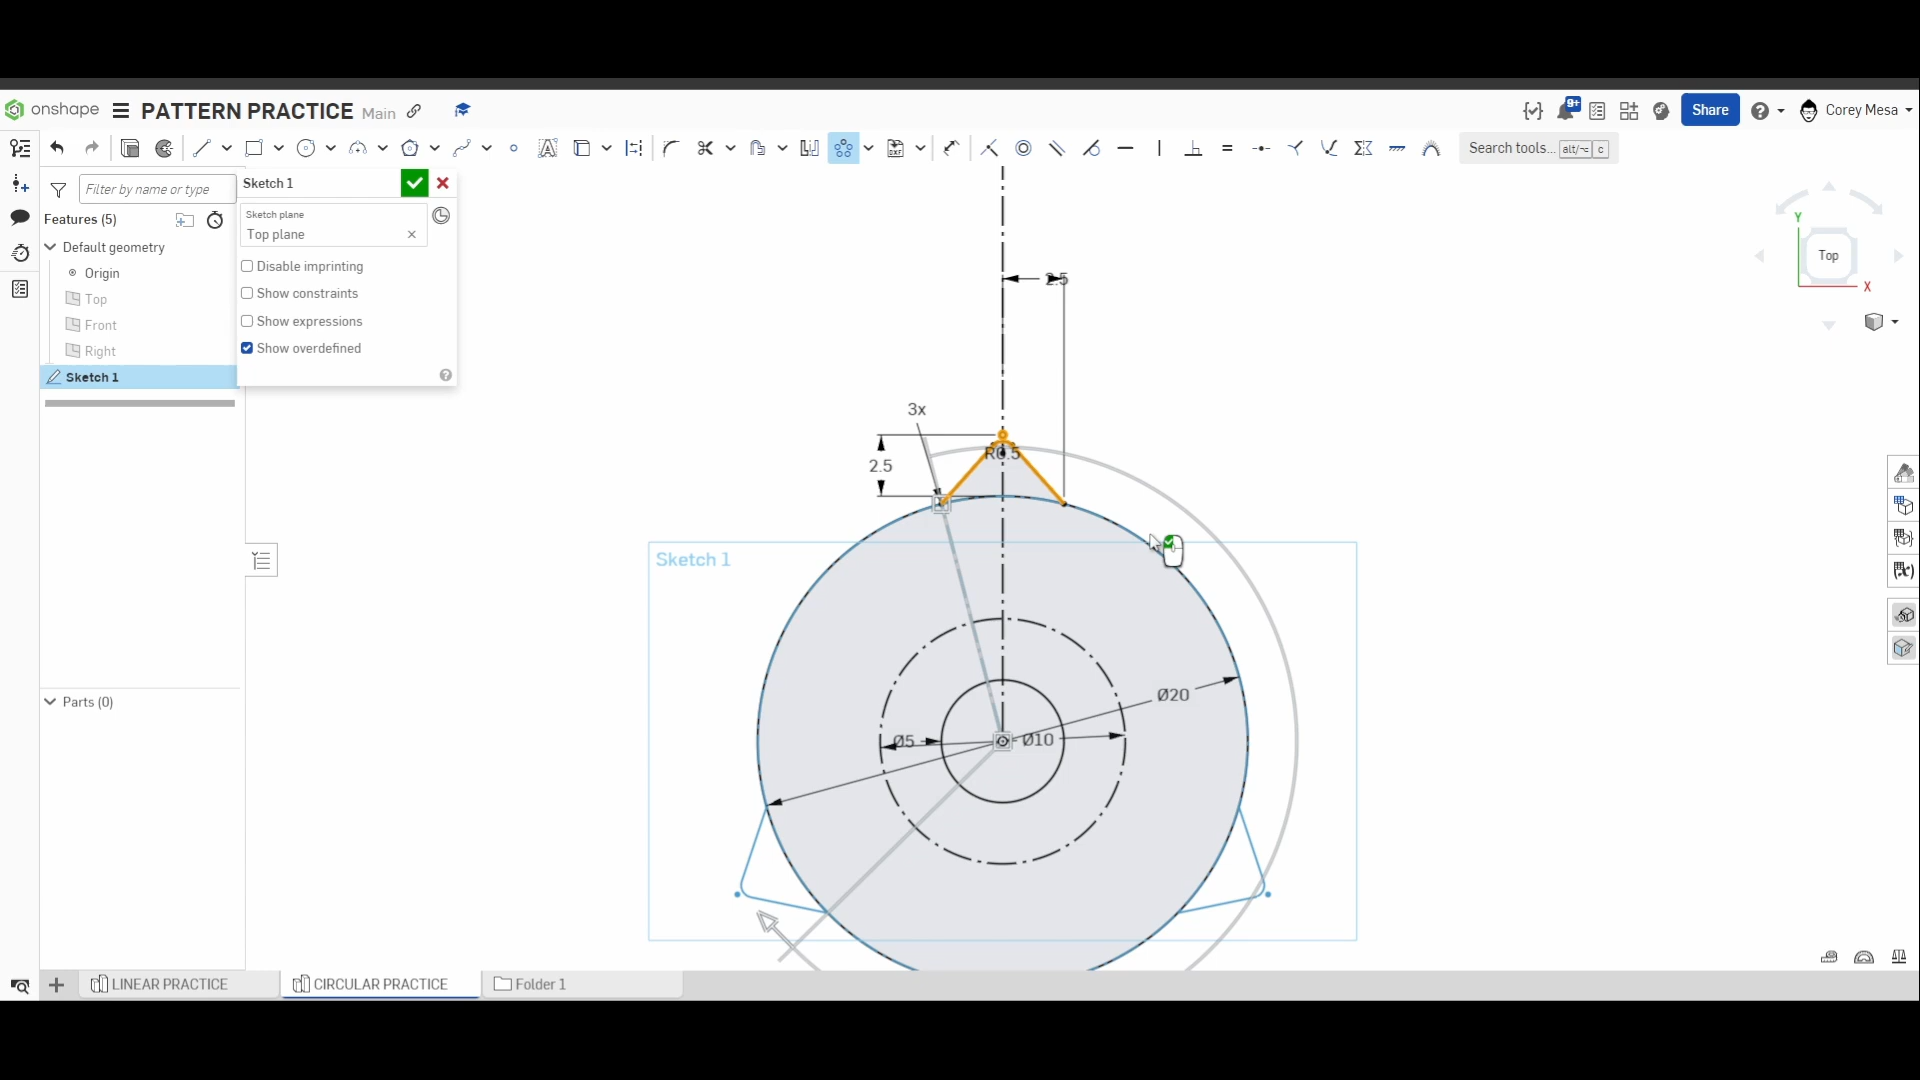 onshape PATTERN PRACTICE Main
9+ Share Corey Mesa
Search tools... alt/⌥ c
Filter by name or type
Features (5)
Default geometry
Origin
Top
Front
Right
Sketch 1
Parts (0)
Sketch 1
Sketch plane
Top plane
Disable imprinting
Show constraints
Show expressions
Show overdefined
2.5
3x
2.5
R0.5
Sketch 1
Ø20
Ø5
Ø10
Y
Top
X
LINEAR PRACTICE
CIRCULAR PRACTICE
Folder 1